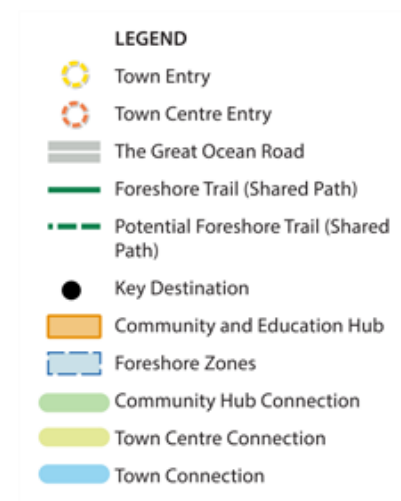 LEGEND
Town Entry
Town Centre Entry
The Great Ocean Road
Foreshore Trail (Shared Path)
Potential Foreshore Trail (Shared
Path)
Key Destination
Community and Education Hub
Foreshore Zones
Community Hub Connection
Town Centre Connection
Town Connection